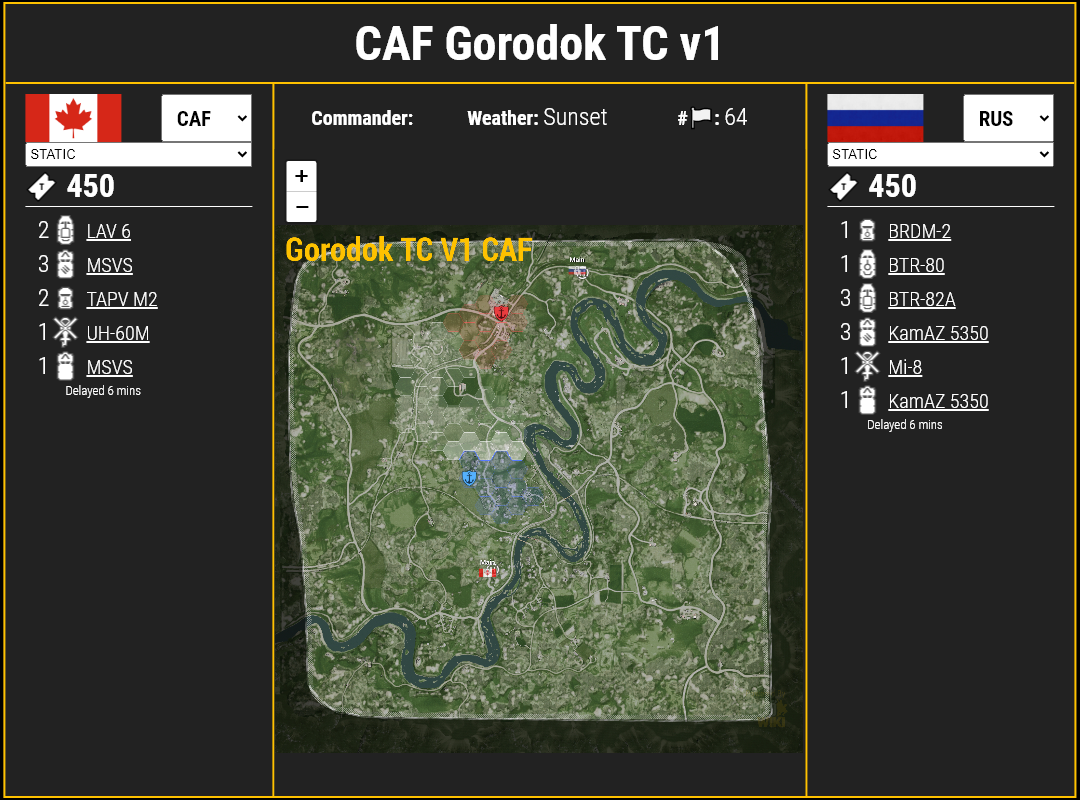 CAF Gorodok TC v1
CAF
STATIC
450
2 LAV 6
3 MSVS
2 TAPV M2
1 UH-60M
1 MSVS
Delayed 6 mins
Commander:
Weather: Sunset
#: 64
+
−
Gorodok TC V1 CAF
Main
Main
RUS
STATIC
450
1 BRDM-2
1 BTR-80
3 BTR-82A
3 KamAZ 5350
1 Mi-8
1 KamAZ 5350
Delayed 6 mins